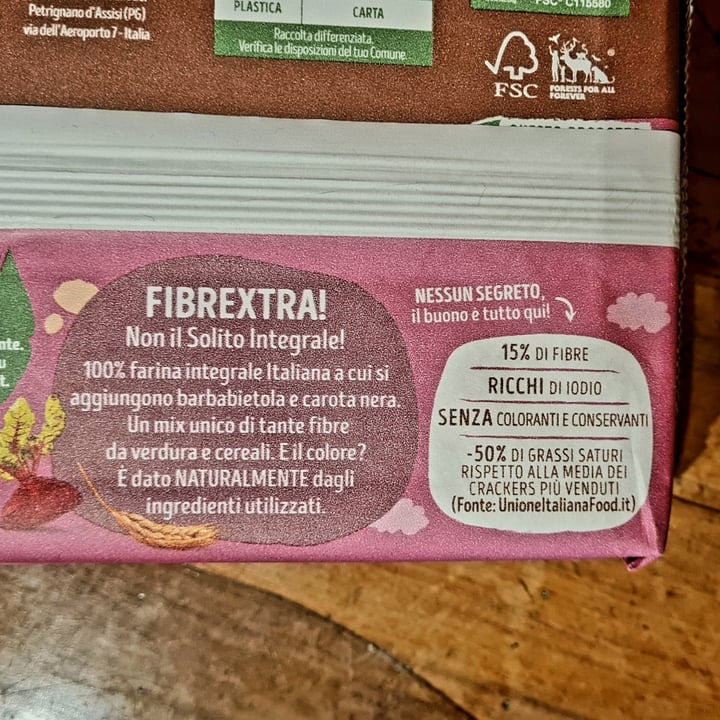 Petrignano d'Assisi (PG)
via dell'Aeroporto 7 - Italia
PLASTICA
CARTA
Raccolta differenziata.
Verifica le disposizioni del tuo Comune.
FSC® C115580
FSC
FORESTS FOR ALL
FOREVER
FIBREXTRA!
Non il Solito Integrale!
100% farina integrale Italiana a cui si
aggiungono barbabietola e carota nera.
Un mix unico di tante fibre
da verdura e cereali. E il colore?
É dato NATURALMENTE dagli
ingredienti utilizzati.
NESSUN SEGRETO,
il buono è tutto qui!
15% DI FIBRE
RICCHI DI IODIO
SENZA COLORANTI E CONSERVANTI
-50% DI GRASSI SATURI
RISPETTO ALLA MEDIA DEI
CRACKERS PIÙ VENDUTI
(Fonte: UnioneItalianaFood.it)